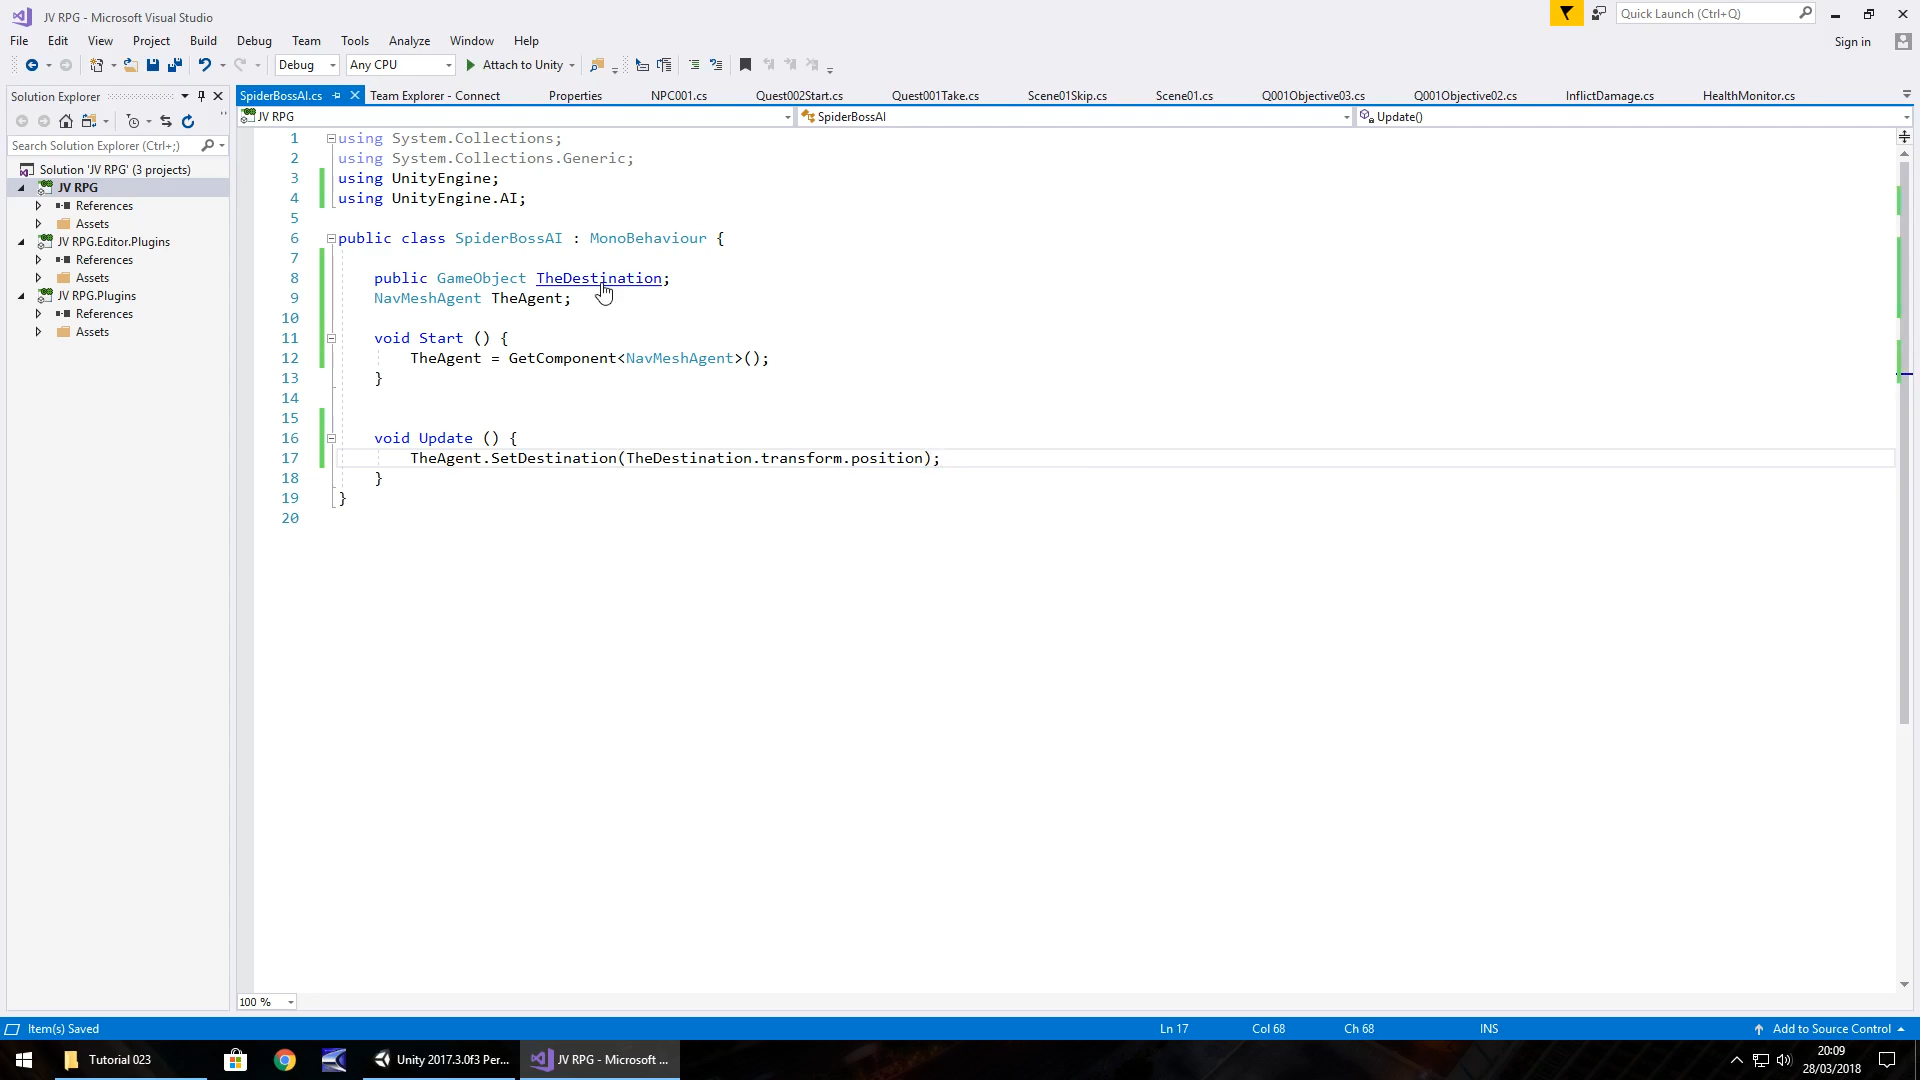 JV RPG - Microsoft Visual Studio
Quick Launch (Ctrl+Q)
File Edit View Project Build Debug Team Tools Analyze Window Help
Sign in
Debug Any CPU Attach to Unity
Solution Explorer
SpiderBossAI.cs Team Explorer - Connect Properties NPC001.cs Quest002Start.cs Quest001Take.cs Scene01Skip.cs Scene01.cs Q001Objective03.cs Q001Objective02.cs InflictDamage.cs HealthMonitor.cs
JV RPG SpiderBossAI Update()
Search Solution Explorer (Ctrl+;)
Solution 'JV RPG' (3 projects)
JV RPG
References
Assets
JV RPG.Editor.Plugins
References
Assets
JV RPG.Plugins
References
Assets
1 using System.Collections;
2 using System.Collections.Generic;
3 using UnityEngine;
4 using UnityEngine.AI;
5
6 public class SpiderBossAI : MonoBehaviour {
7
8 public GameObject TheDestination;
9 NavMeshAgent TheAgent;
10
11 void Start () {
12 TheAgent = GetComponent<NavMeshAgent>();
13 }
14
15
16 void Update () {
17 TheAgent.SetDestination(TheDestination.transform.position);
18 }
19 }
20
100 %
Item(s) Saved Ln 17 Col 68 Ch 68 INS Add to Source Control
Tutorial 023 Unity 2017.3.0f3 Per... JV RPG - Microsoft ...
20:09
28/03/2018